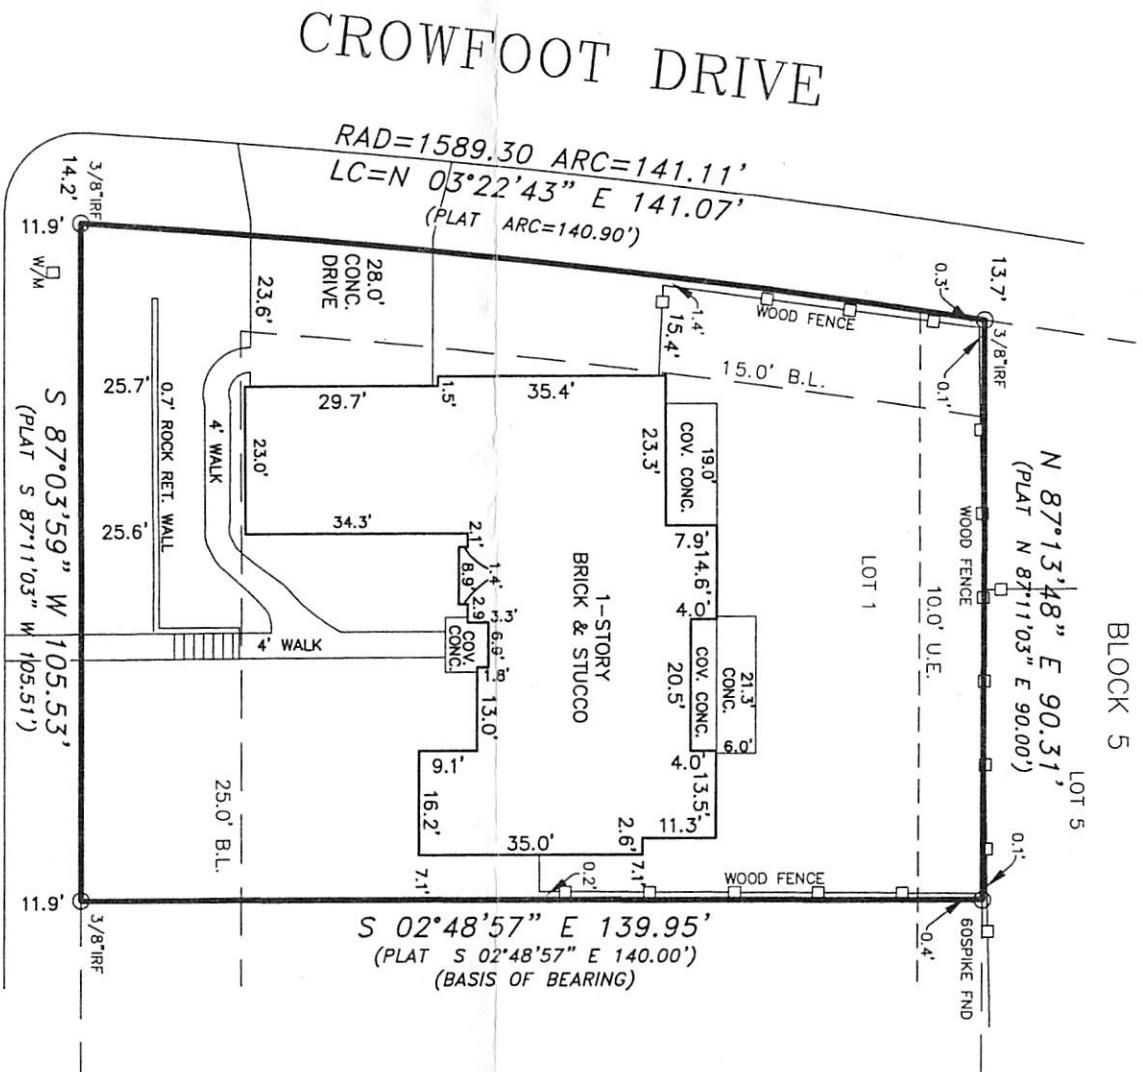 CROWFOOT DRIVE
RAD=1589.30 ARC=141.11'
LC=N 03°22'43" E 141.07'
(PLAT ARC=140.90')
3/8"IRF
14.2'
11.9'
W/M
23.6'
28.0'
CONC.
DRIVE
1.4'
WOOD FENCE
15.4'
0.3'
13.7'
3/8"IRF
0.1'
15.0' B.L.
25.7'
0.7' ROCK RET. WALL
4' WALK
29.7'
1.5'
35.4'
23.0'
19.0'
COV. CONC.
23.3'
25.6'
34.3'
2.1'
1.4'
8.9'
2.9'
3.3'
6.9'
1.8'
COV.
CONC.
4' WALK
1-STORY
BRICK & STUCCO
7.9'
14.6'
4.0'
21.3'
CONC.
COV. CONC.
20.5'
6.0'
4.0'
LOT 1
10.0' U.E.
WOOD FENCE
N 87°13'48" E 90.31'
(PLAT N 87°11'03" E 90.00')
BLOCK 5
LOT 5
S 87°03'59" W 105.53'
(PLAT S 87°11'03" W 105.51')
13.0'
9.1'
16.2'
13.5'
11.3'
2.6'
35.0'
7.1'
7.1'
25.0' B.L.
0.2'
WOOD FENCE
0.1'
0.4'
60SPIKE FND
11.9'
3/8"IRF
S 02°48'57" E 139.95'
(PLAT S 02°48'57" E 140.00')
(BASIS OF BEARING)